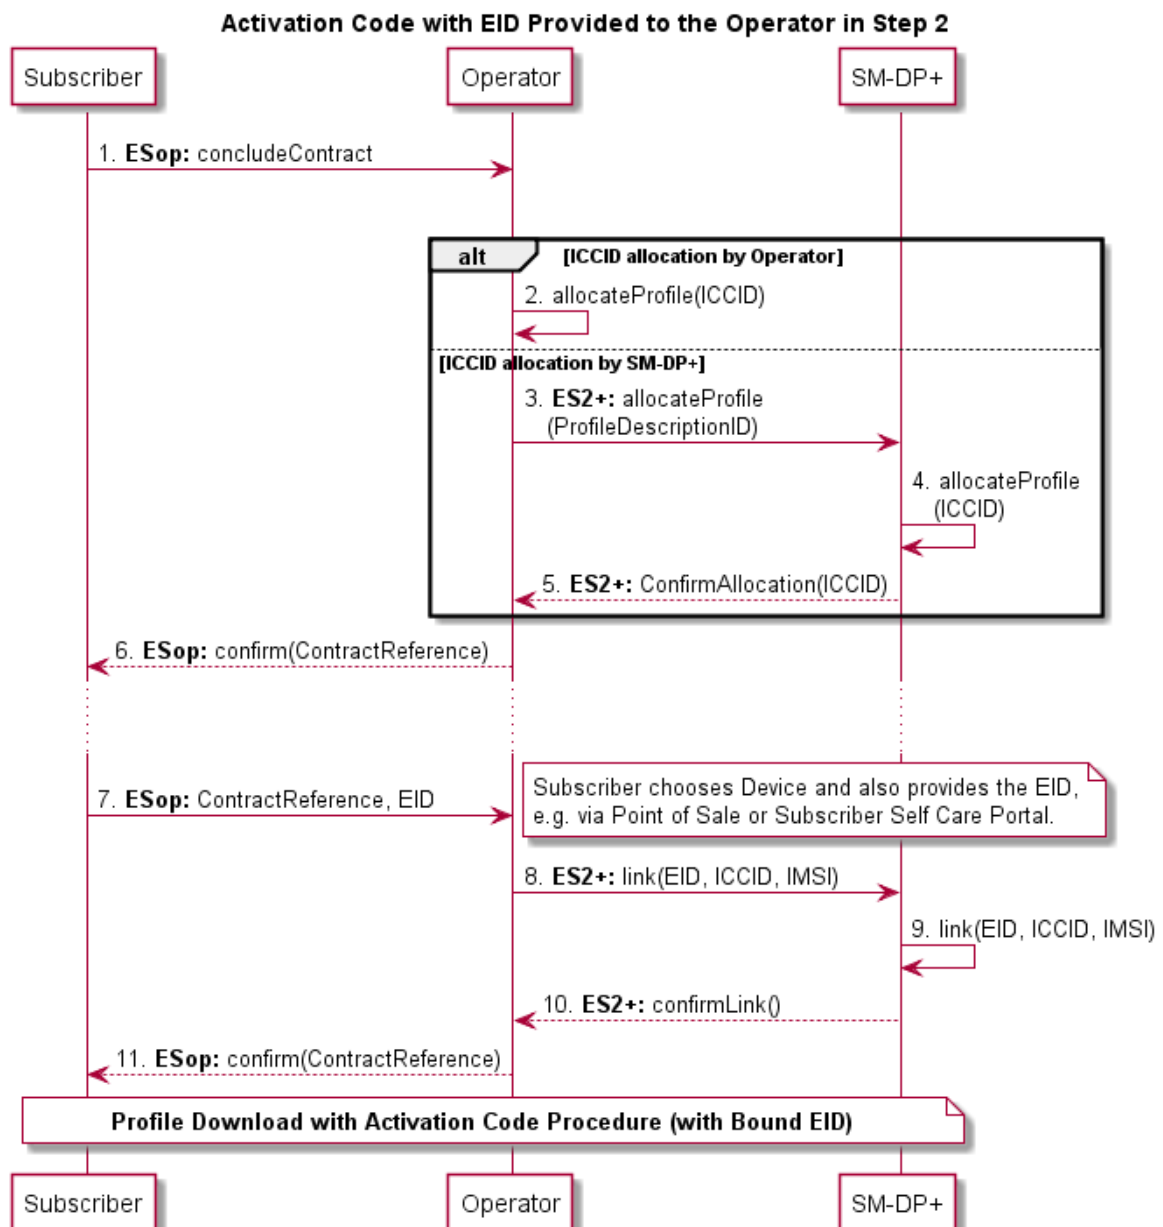 Activation Code with EID Provided to the Operator in Step 2
Subscriber
Operator
SM-DP+
1. ESop: concludeContract
alt
[ICCID allocation by Operator]
2. allocateProfile(ICCID)
[ICCID allocation by SM-DP+]
3. ES2+: allocateProfile
(ProfileDescriptionID)
4. allocateProfile
(ICCID)
5. ES2+: ConfirmAllocation(ICCID)
6. ESop: confirm(ContractReference)
7. ESop: ContractReference, EID
Subscriber chooses Device and also provides the EID,
e.g. via Point of Sale or Subscriber Self Care Portal.
8. ES2+: link(EID, ICCID, IMSI)
9. link(EID, ICCID, IMSI)
10. ES2+: confirmLink()
11. ESop: confirm(ContractReference)
Profile Download with Activation Code Procedure (with Bound EID)
Subscriber
Operator
SM-DP+